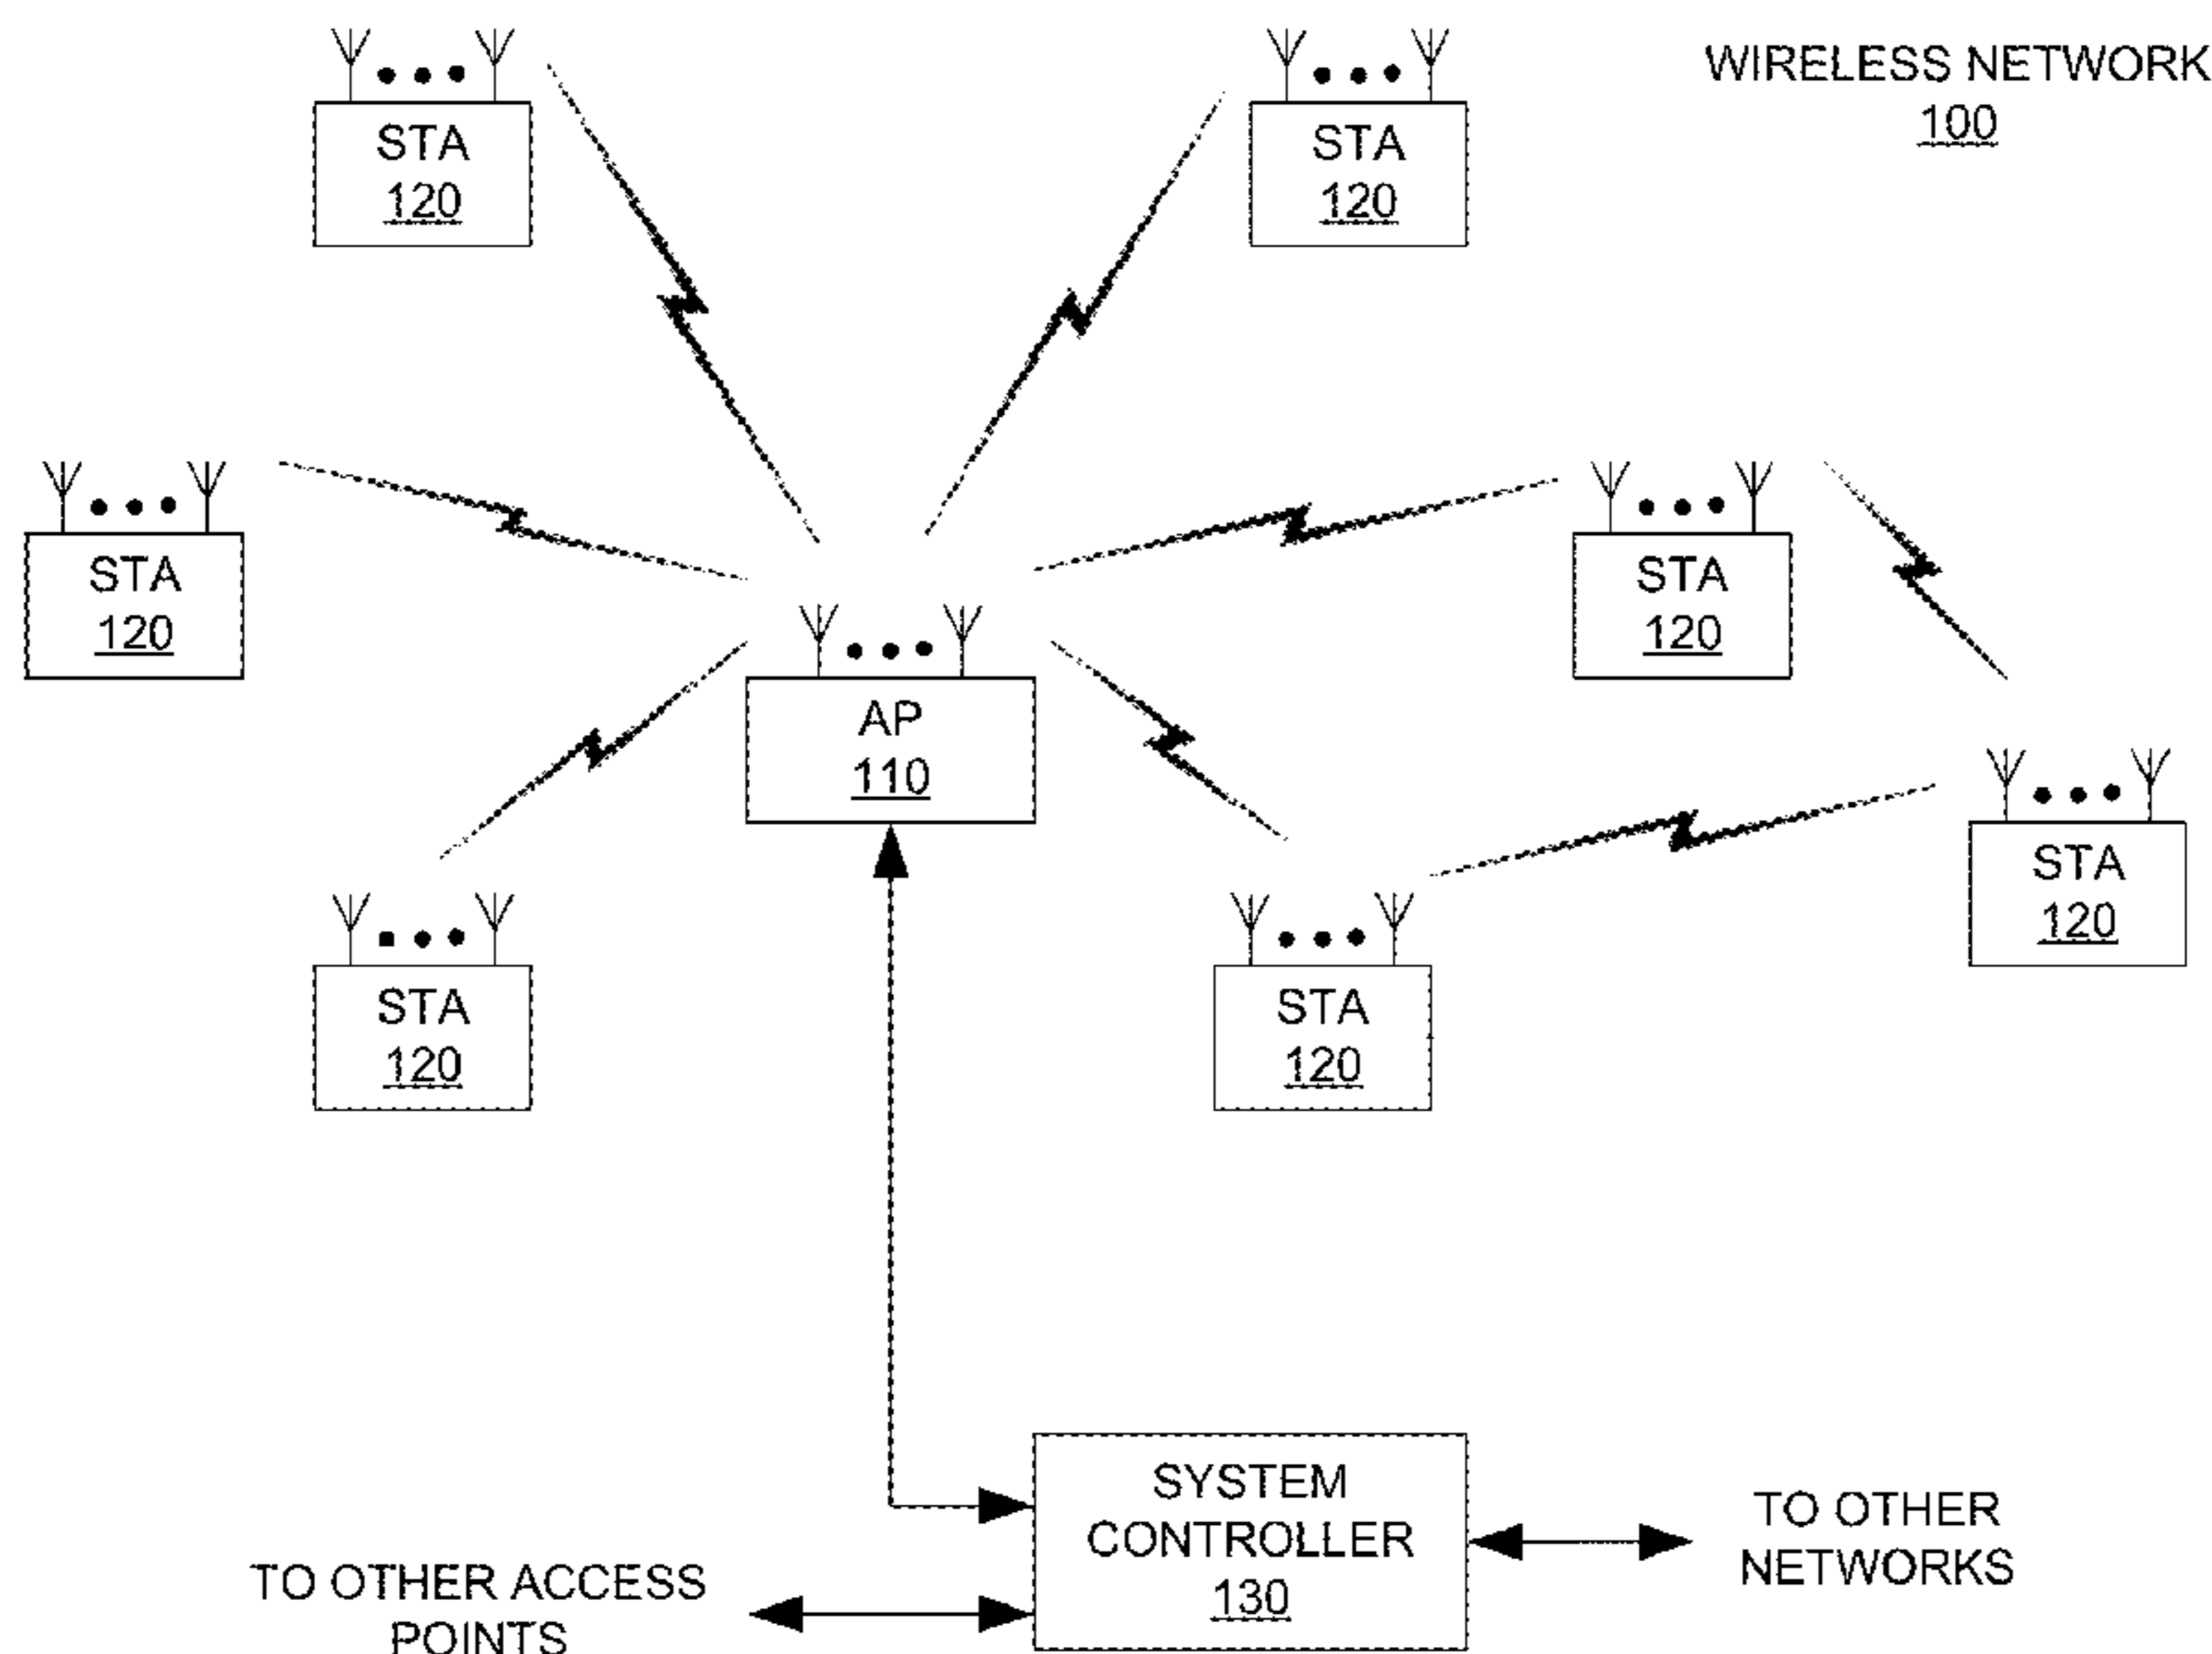 WIRELESS NETWORK
100
STA
120
STA
120
STA
120
STA
120
AP
110
STA
120
STA
120
STA
120
SYSTEM
CONTROLLER
130
TO OTHER
NETWORKS
TO OTHER ACCESS
POINTS